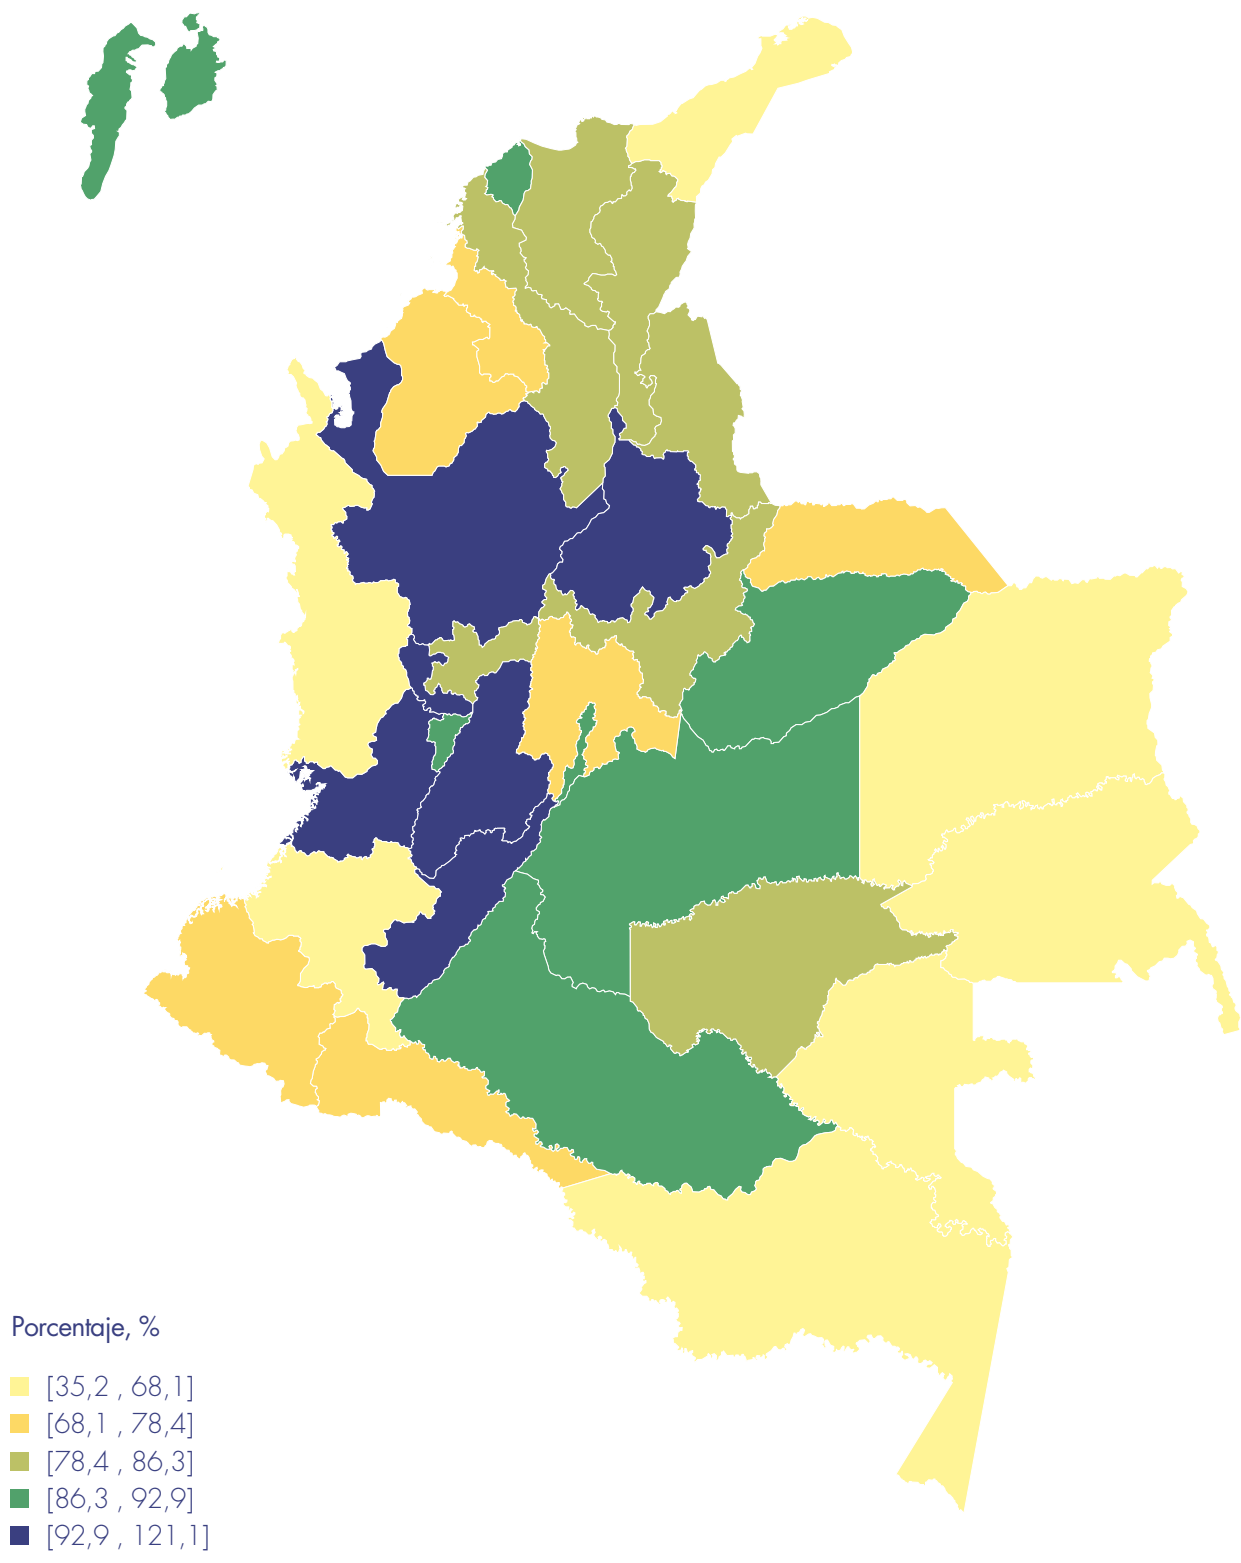 Porcentaje, %
[35,2 , 68,1]
[68,1 , 78,4]
[78,4 , 86,3]
[86,3 , 92,9]
[92,9 , 121,1]